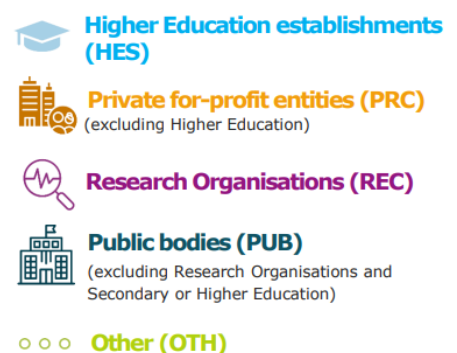 Higher Education establishments
(HES)
Private for-profit entities (PRC)
(excluding Higher Education)
Research Organisations (REC)
Public bodies (PUB)
(excluding Research Organisations and
Secondary or Higher Education)
Other (OTH)